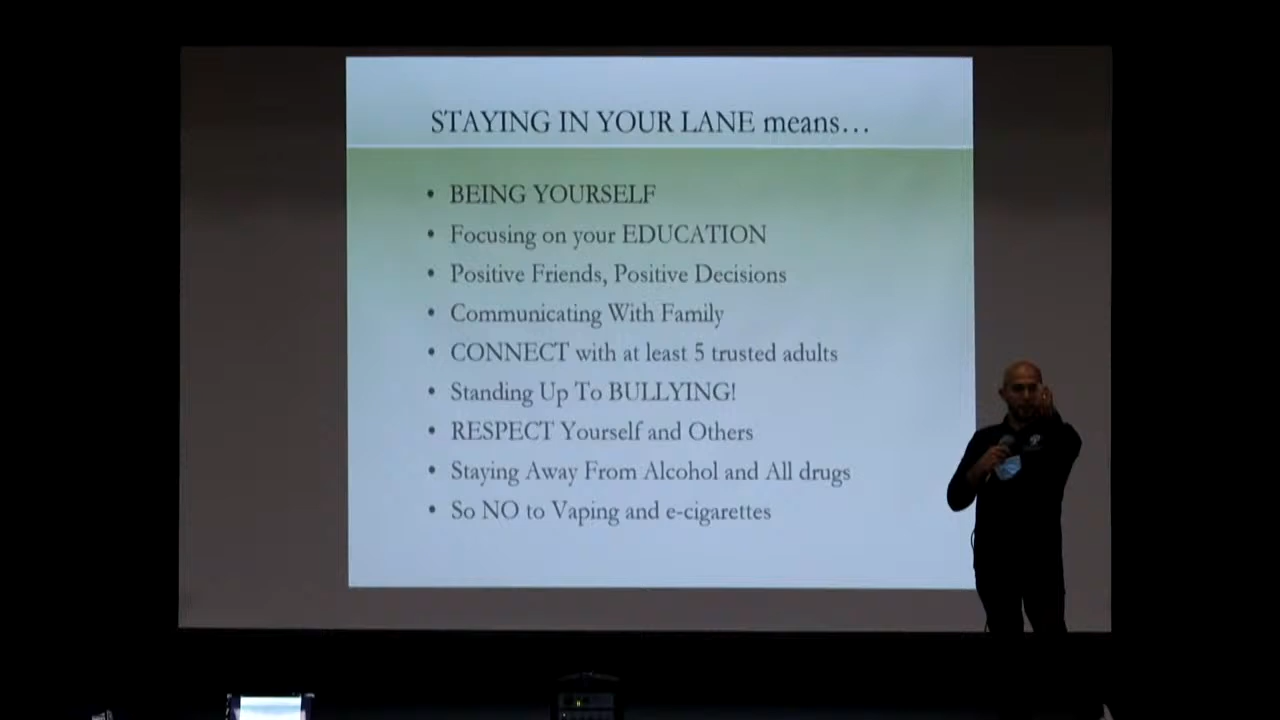 STAYING IN YOUR LANE means…
• BEING YOURSELF
• Focusing on your EDUCATION
• Positive Friends, Positive Decisions
• Communicating With Family
• CONNECT with at least 5 trusted adults
• Standing Up To BULLYING!
• RESPECT Yourself and Others
• Staying Away From Alcohol and All drugs
• So NO to Vaping and e-cigarettes